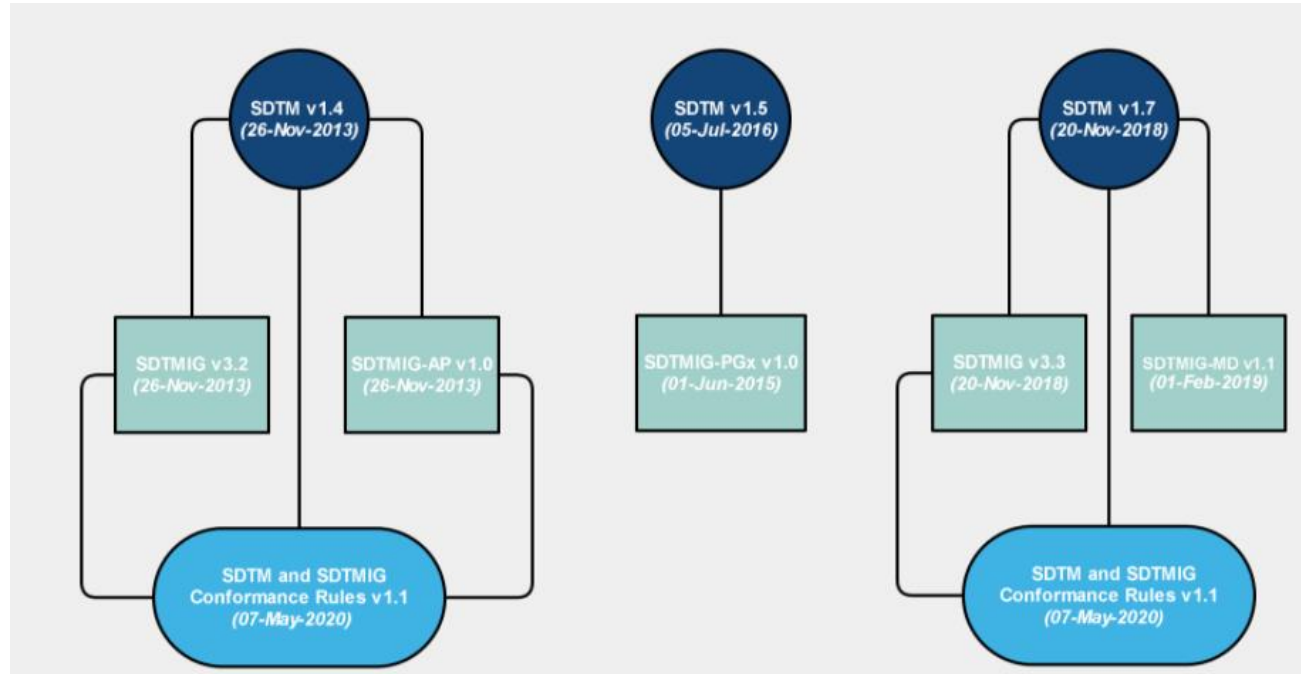 SDTM v1.4
(26-Nov-2013)
SDTM v1.5
(05-Jul-2016)
SDTM v1.7
(20-Nov-2018)
SDTMIG v3.2
(26-Nov-2013)
SDTMIG-AP v1.0
(26-Nov-2013)
SDTMIG-PGx v1.0
(01-Jun-2015)
SDTMIG v3.3
(20-Nov-2018)
SDTMIG-MD v1.1
(01-Feb-2019)
SDTM and SDTMIG
Conformance Rules v1.1
(07-May-2020)
SDTM and SDTMIG
Conformance Rules v1.1
(07-May-2020)